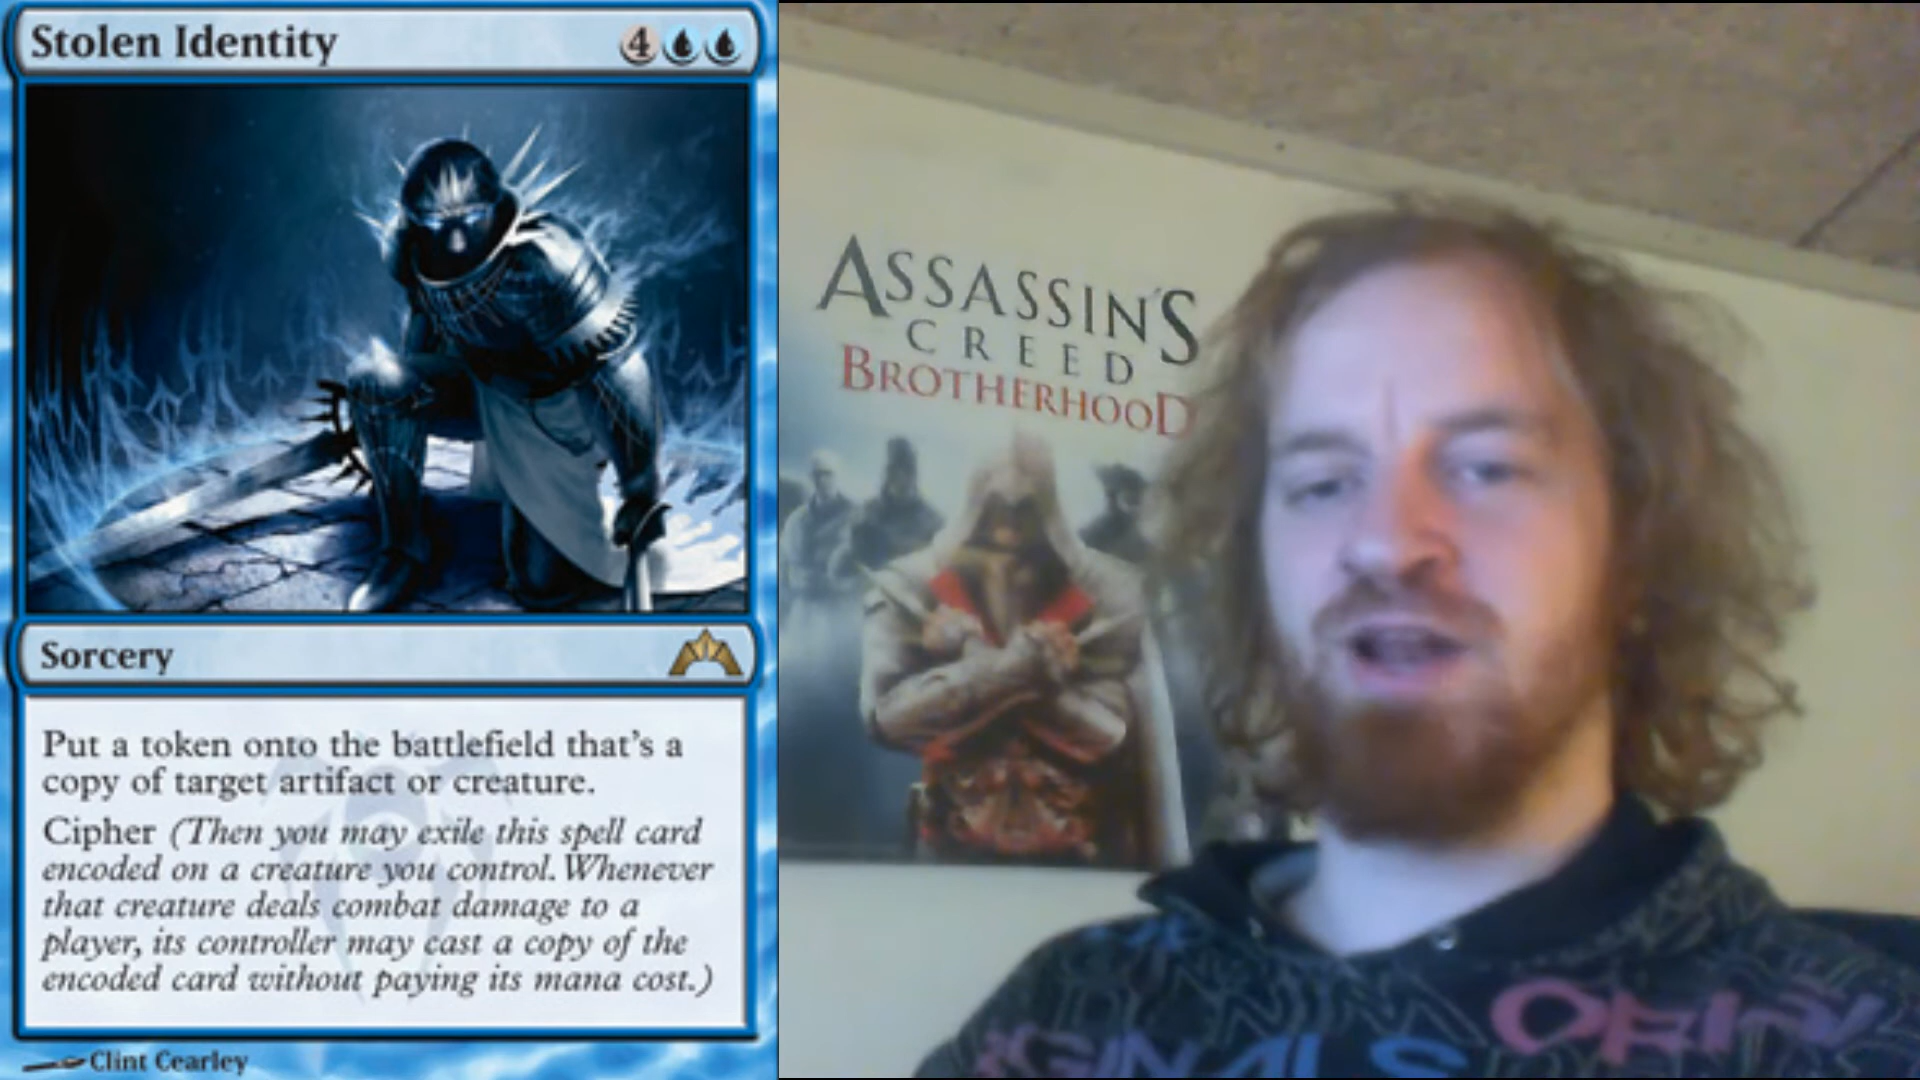 Stolen Identity
4
Sorcery
Put a token onto the battlefield that's a
copy of target artifact or creature.
Cipher (Then you may exile this spell card
encoded on a creature you control. Whenever
that creature deals combat damage to a
player, its controller may cast a copy of the
encoded card without paying its mana cost.)
Clint Cearley
ASSASSIN'S
CREED
BROTHERHOOD